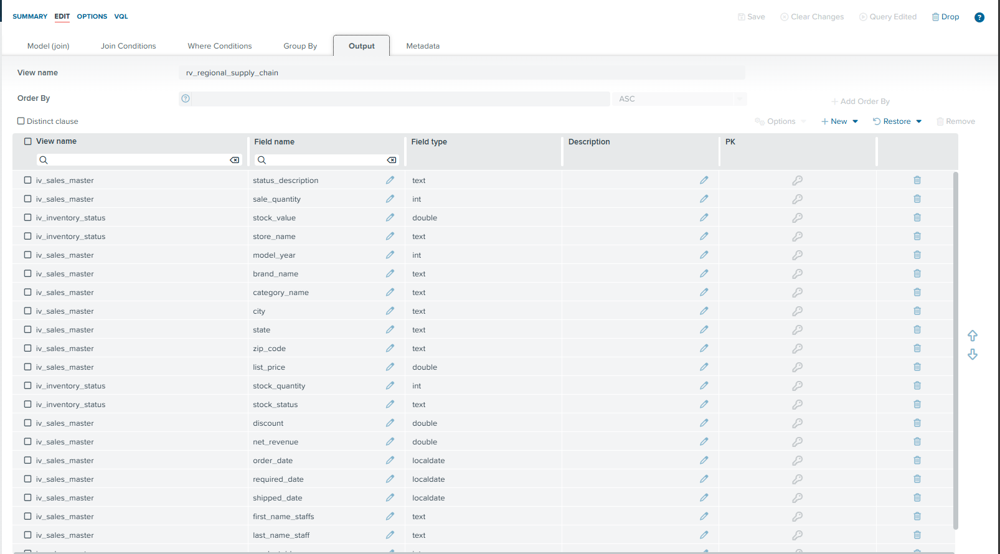 SUMMARY EDIT OPTIONS VQL Save Clear Changes Query Edited Drop ?
Model (join) Join Conditions Where Conditions Group By Output Metadata
View name rv_regional_supply_chain
Order By ? ASC + Add Order By
Distinct clause Options + New Restore Remove
View name Field name Field type Description PK
iv_sales_master status_description text
iv_sales_master sale_quantity int
iv_inventory_status stock_value double
iv_inventory_status store_name text
iv_sales_master model_year int
iv_sales_master brand_name text
iv_sales_master category_name text
iv_sales_master city text
iv_sales_master state text
iv_sales_master zip_code text
iv_sales_master list_price double
iv_inventory_status stock_quantity int
iv_inventory_status stock_status text
iv_sales_master discount double
iv_sales_master net_revenue double
iv_sales_master order_date localdate
iv_sales_master required_date localdate
iv_sales_master shipped_date localdate
iv_sales_master first_name_staffs text
iv_sales_master last_name_staff text